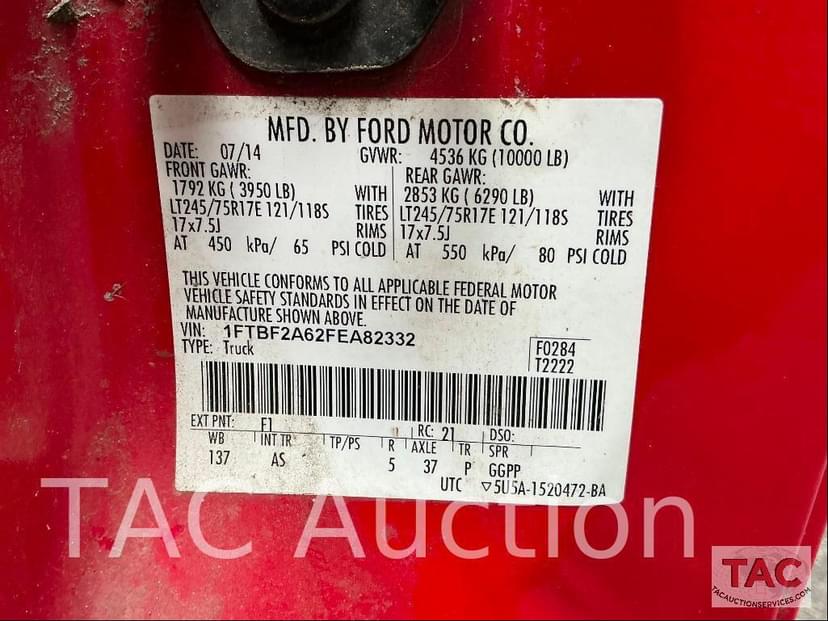 MFD. BY FORD MOTOR CO.
DATE: 07/14 GVWR: 4536 KG (10000 LB)
FRONT GAWR: REAR GAWR:
1792 KG ( 3950 LB) WITH 2853 KG ( 6290 LB) WITH
LT245/75R17E 121/118S TIRES LT245/75R17E 121/118S TIRES
17x7.5J RIMS 17x7.5J RIMS
AT 450 kPa/ 65 PSI COLD AT 550 kPa/ 80 PSI COLD
THIS VEHICLE CONFORMS TO ALL APPLICABLE FEDERAL MOTOR
VEHICLE SAFETY STANDARDS IN EFFECT ON THE DATE OF
MANUFACTURE SHOWN ABOVE.
VIN: 1FTBF2A62FEA82332
TYPE: Truck
F0284
T2222
EXT PNT: F1 RC: 21 DSO:
WB INT TR TP/PS R AXLE TR SPR
137 AS 5 37 P GGPP
UTC ▽5U5A-1520472-BA
TAC Auction
TAC
TACAUCTIONSERVICES.COM